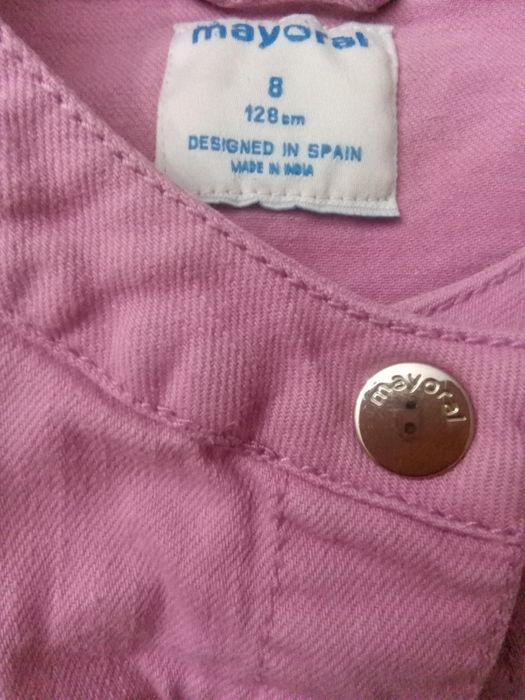 mayoral
8
128cm
DESIGNED IN SPAIN
MADE IN INDIA
mayoral